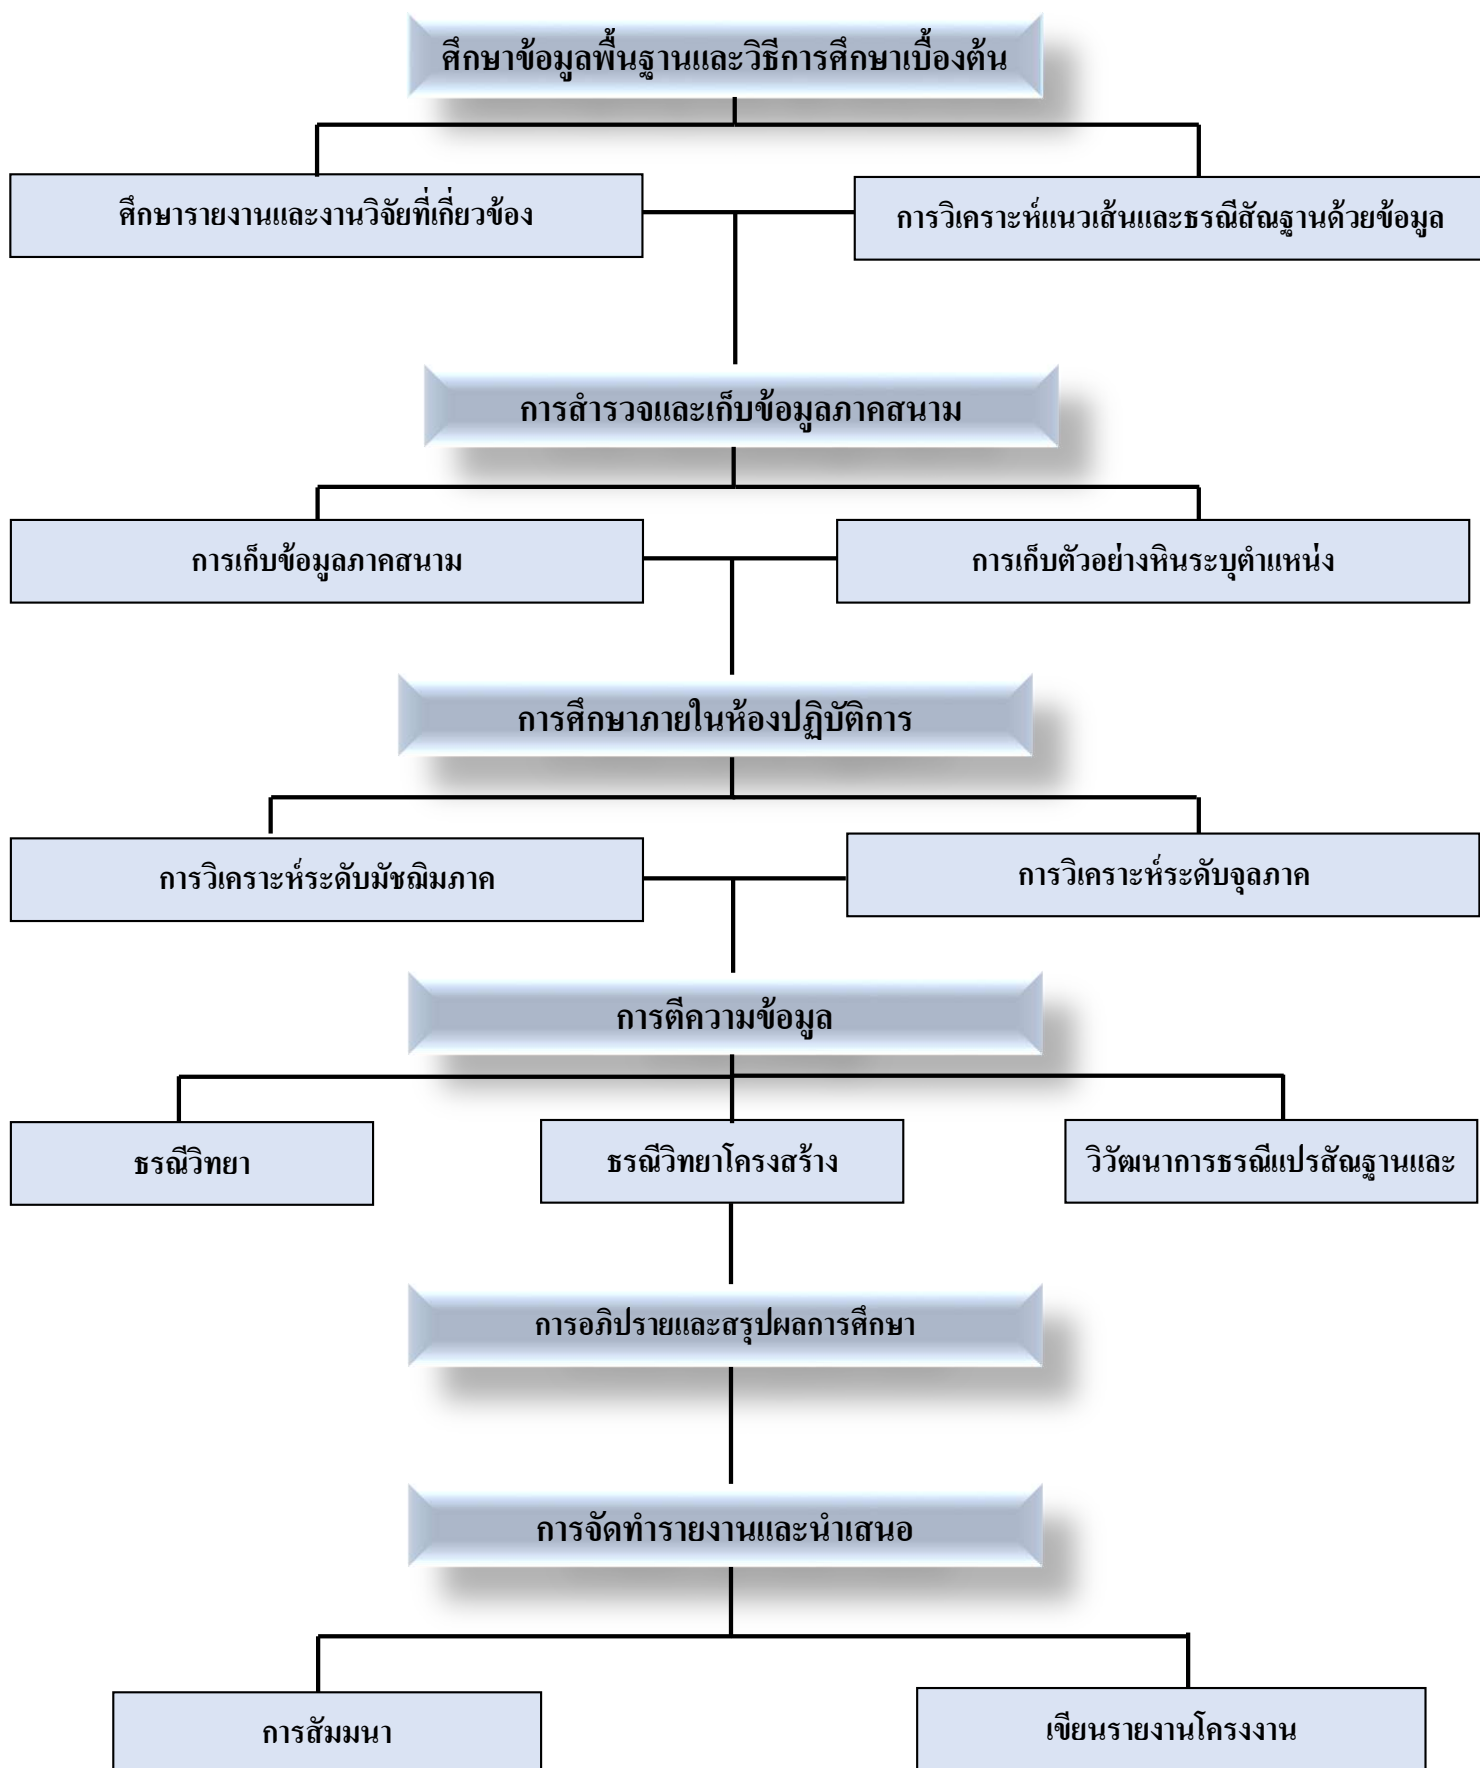 ศึกษาข้อมูลพื้นฐานและวิธีการศึกษาเบื้องต้น
ศึกษารายงานและงานวิจัยที่เกี่ยวข้อง
การวิเคราะห์แนวเส้นและธรณีสัณฐานด้วยข้อมูล
การสำรวจและเก็บข้อมูลภาคสนาม
การเก็บข้อมูลภาคสนาม
การเก็บตัวอย่างหินระบุตำแหน่ง
การศึกษาภายในห้องปฏิบัติการ
การวิเคราะห์ระดับมัชฌิมภาค
การวิเคราะห์ระดับจุลภาค
การตีความข้อมูล
ธรณีวิทยา
ธรณีวิทยาโครงสร้าง
วิวัฒนาการธรณีแปรสัณฐานและ
การอภิปรายและสรุปผลการศึกษา
การจัดทำรายงานและนำเสนอ
การสัมมนา
เขียนรายงานโครงงาน